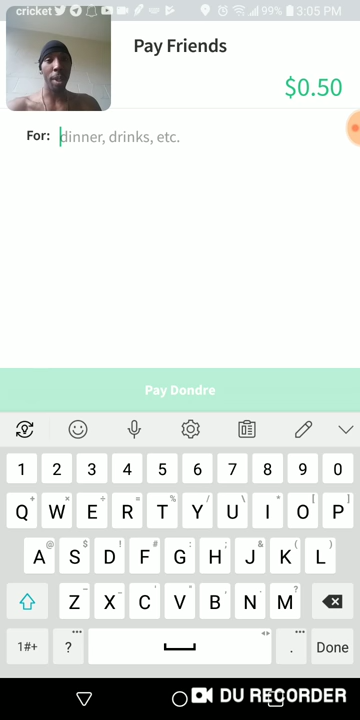 cricket 99% 3:05 PM
Pay Friends
$0.50
For: dinner, drinks, etc.
Pay Dondre
1 2 3 4 5 6 7 8 9 0
+ × ÷ = % / \ * [ ]
Q W E R T Y U I O P
@ $ ! # : ; & ( )
A S D F G H J K L
Z X C V B N M
1#+ ? . Done
DU RECORDER